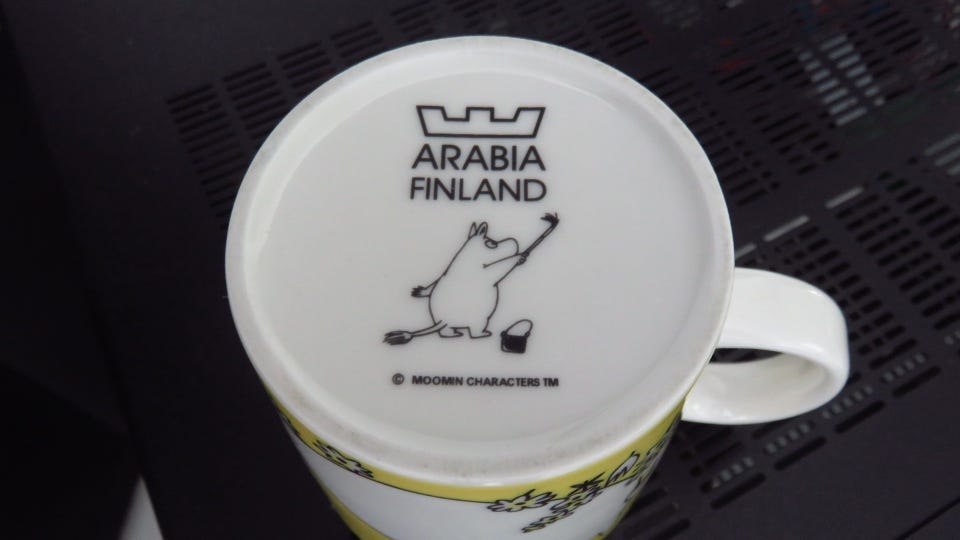 ARABIA
FINLAND
© MOOMIN CHARACTERS TM